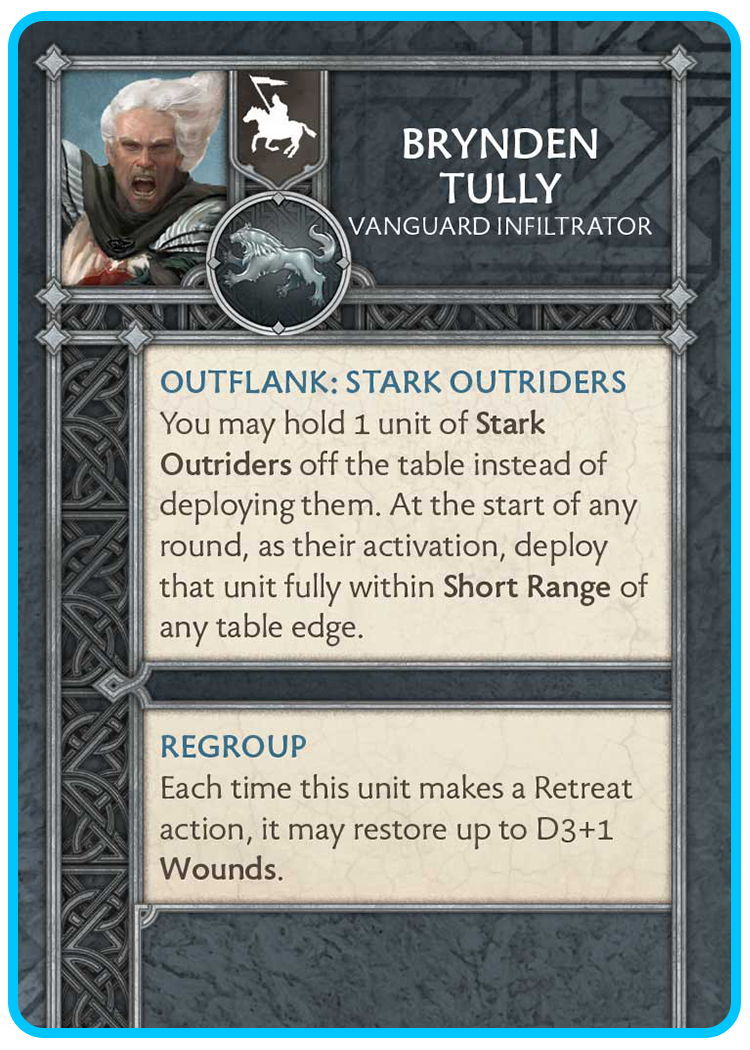 BRYNDEN
TULLY
VANGUARD INFILTRATOR
OUTFLANK: STARK OUTRIDERS
You may hold 1 unit of Stark
Outriders off the table instead of
deploying them. At the start of any
round, as their activation, deploy
that unit fully within Short Range of
any table edge.
REGROUP
Each time this unit makes a Retreat
action, it may restore up to D3+1
Wounds.